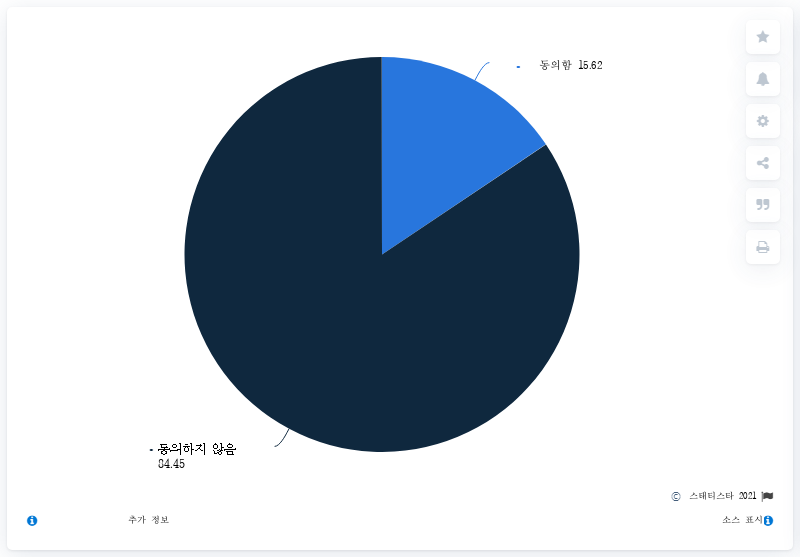 동의함 15.62
- 동의하지 않음
84.45
© 스태티스타 2021
추가 정보
소스 표시